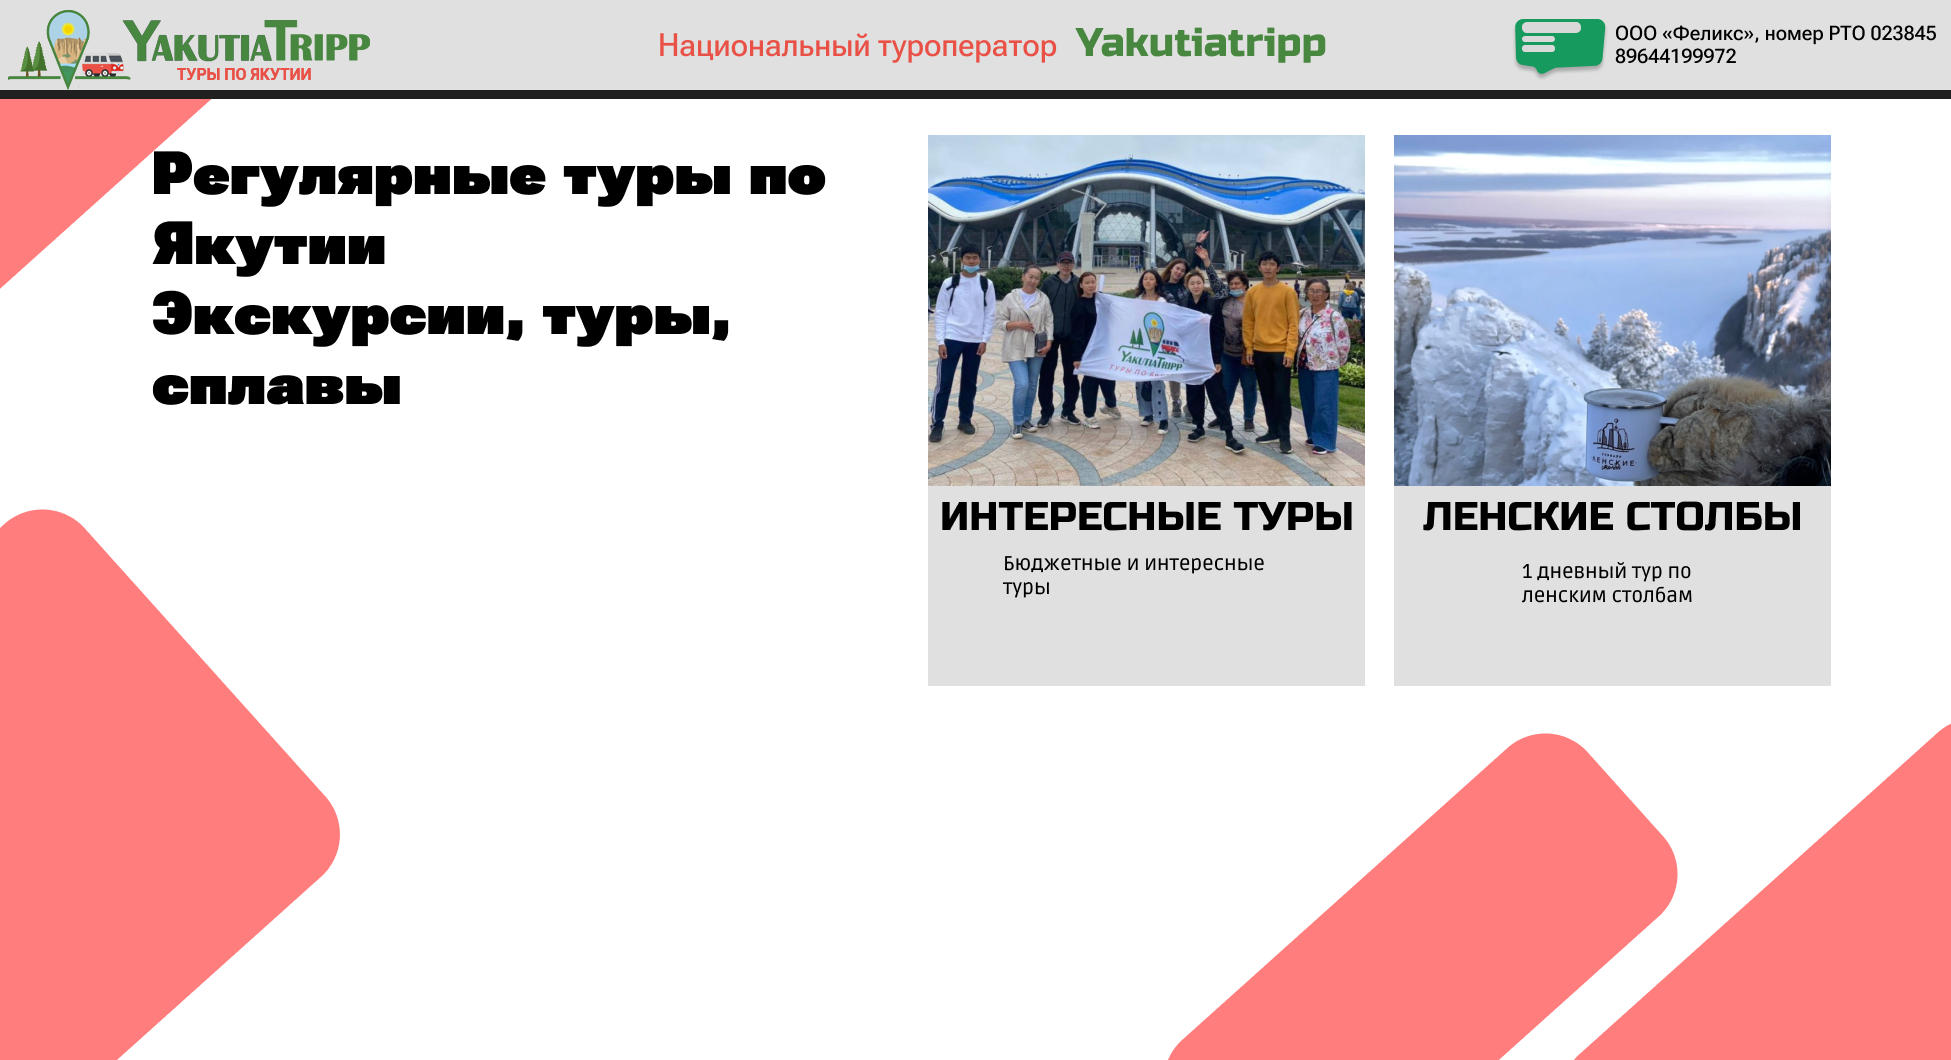 YAKUTIATRIPP
ТУРЫ ПО ЯКУТИИ
Национальный туроператор Yakutiatripp
ООО «Феликс», номер РТО 023845
89644199972
Регулярные туры по
Якутии
Экскурсии, туры,
сплавы
YAKUTIATRIPP
ТУРЫ ПО
ЛЕНСКИЕ
ИНТЕРЕСНЫЕ ТУРЫ
Бюджетные и интересные
туры
ЛЕНСКИЕ СТОЛБЫ
1 дневный тур по
ленским столбам